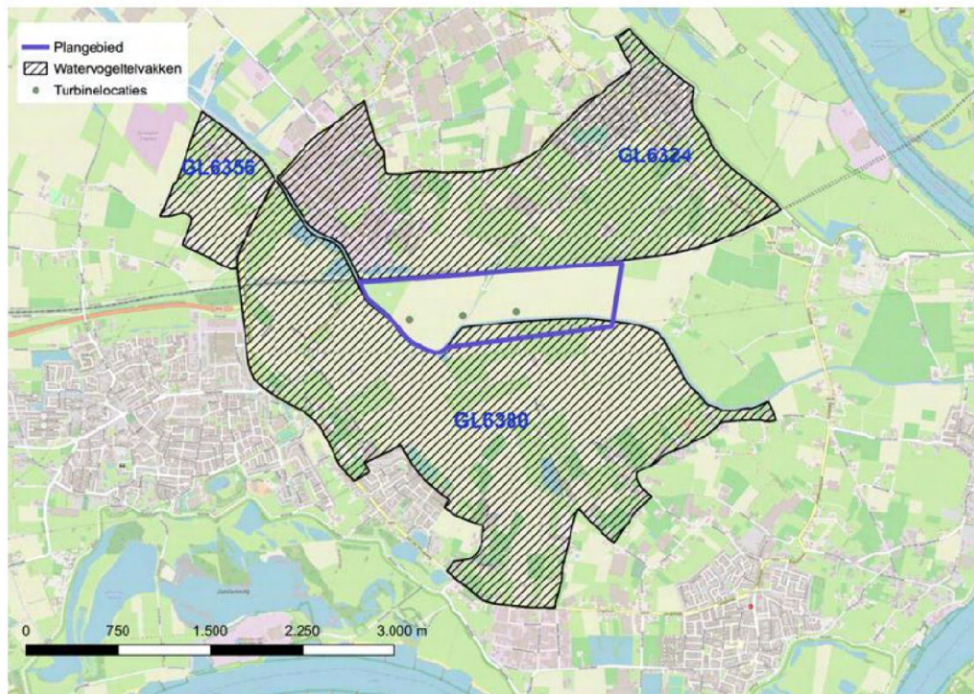 Plangebied
Watervogeltelvakken
Turbinelocaties
GL6356
GL6324
GL6380
0 750 1.500 2.250 3.000 m